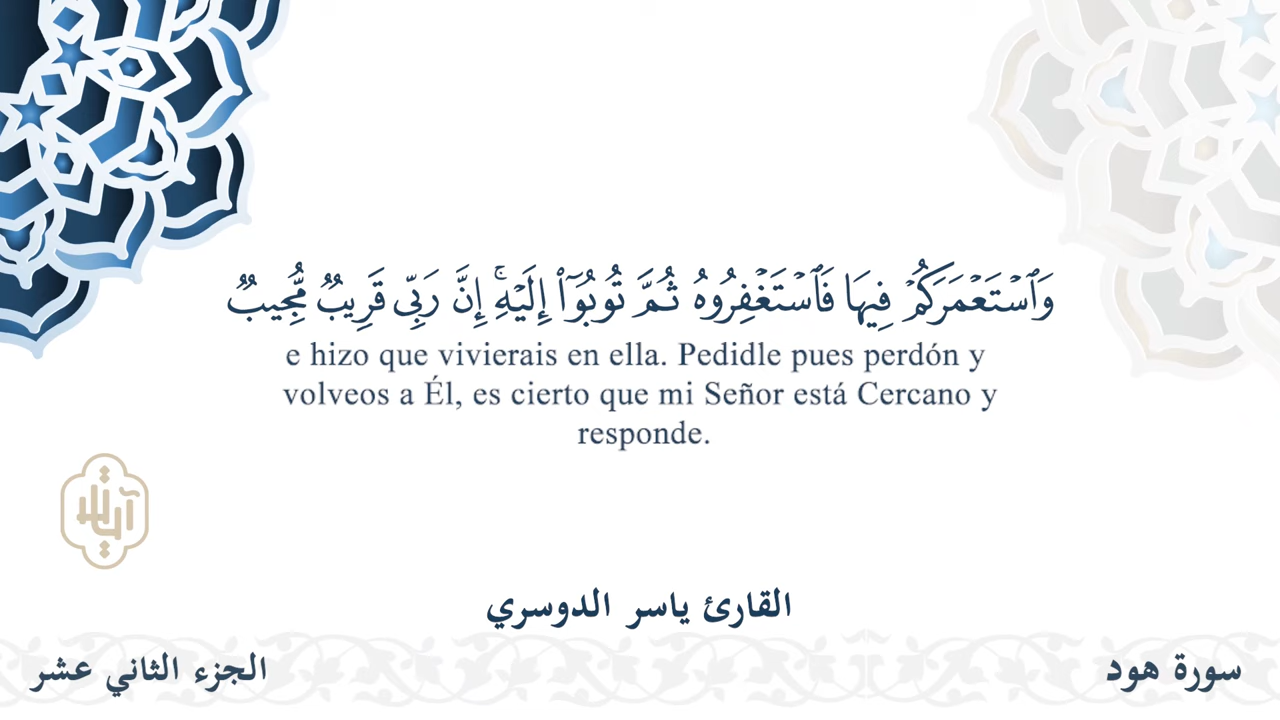 وَٱسۡتَعۡمَرَكُمۡ فِيهَا فَٱسۡتَغۡفِرُوهُ ثُمَّ تُوبُوٓاْ إِلَيۡهِۚ إِنَّ رَبِّي قَرِيبٞ مُّجِيبٞ
e hizo que vivierais en ella. Pedidle pues perdón y
volveos a Él, es cierto que mi Señor está Cercano y
responde.
القارئ ياسر الدوسري
سورة هود
الجزء الثاني عشر